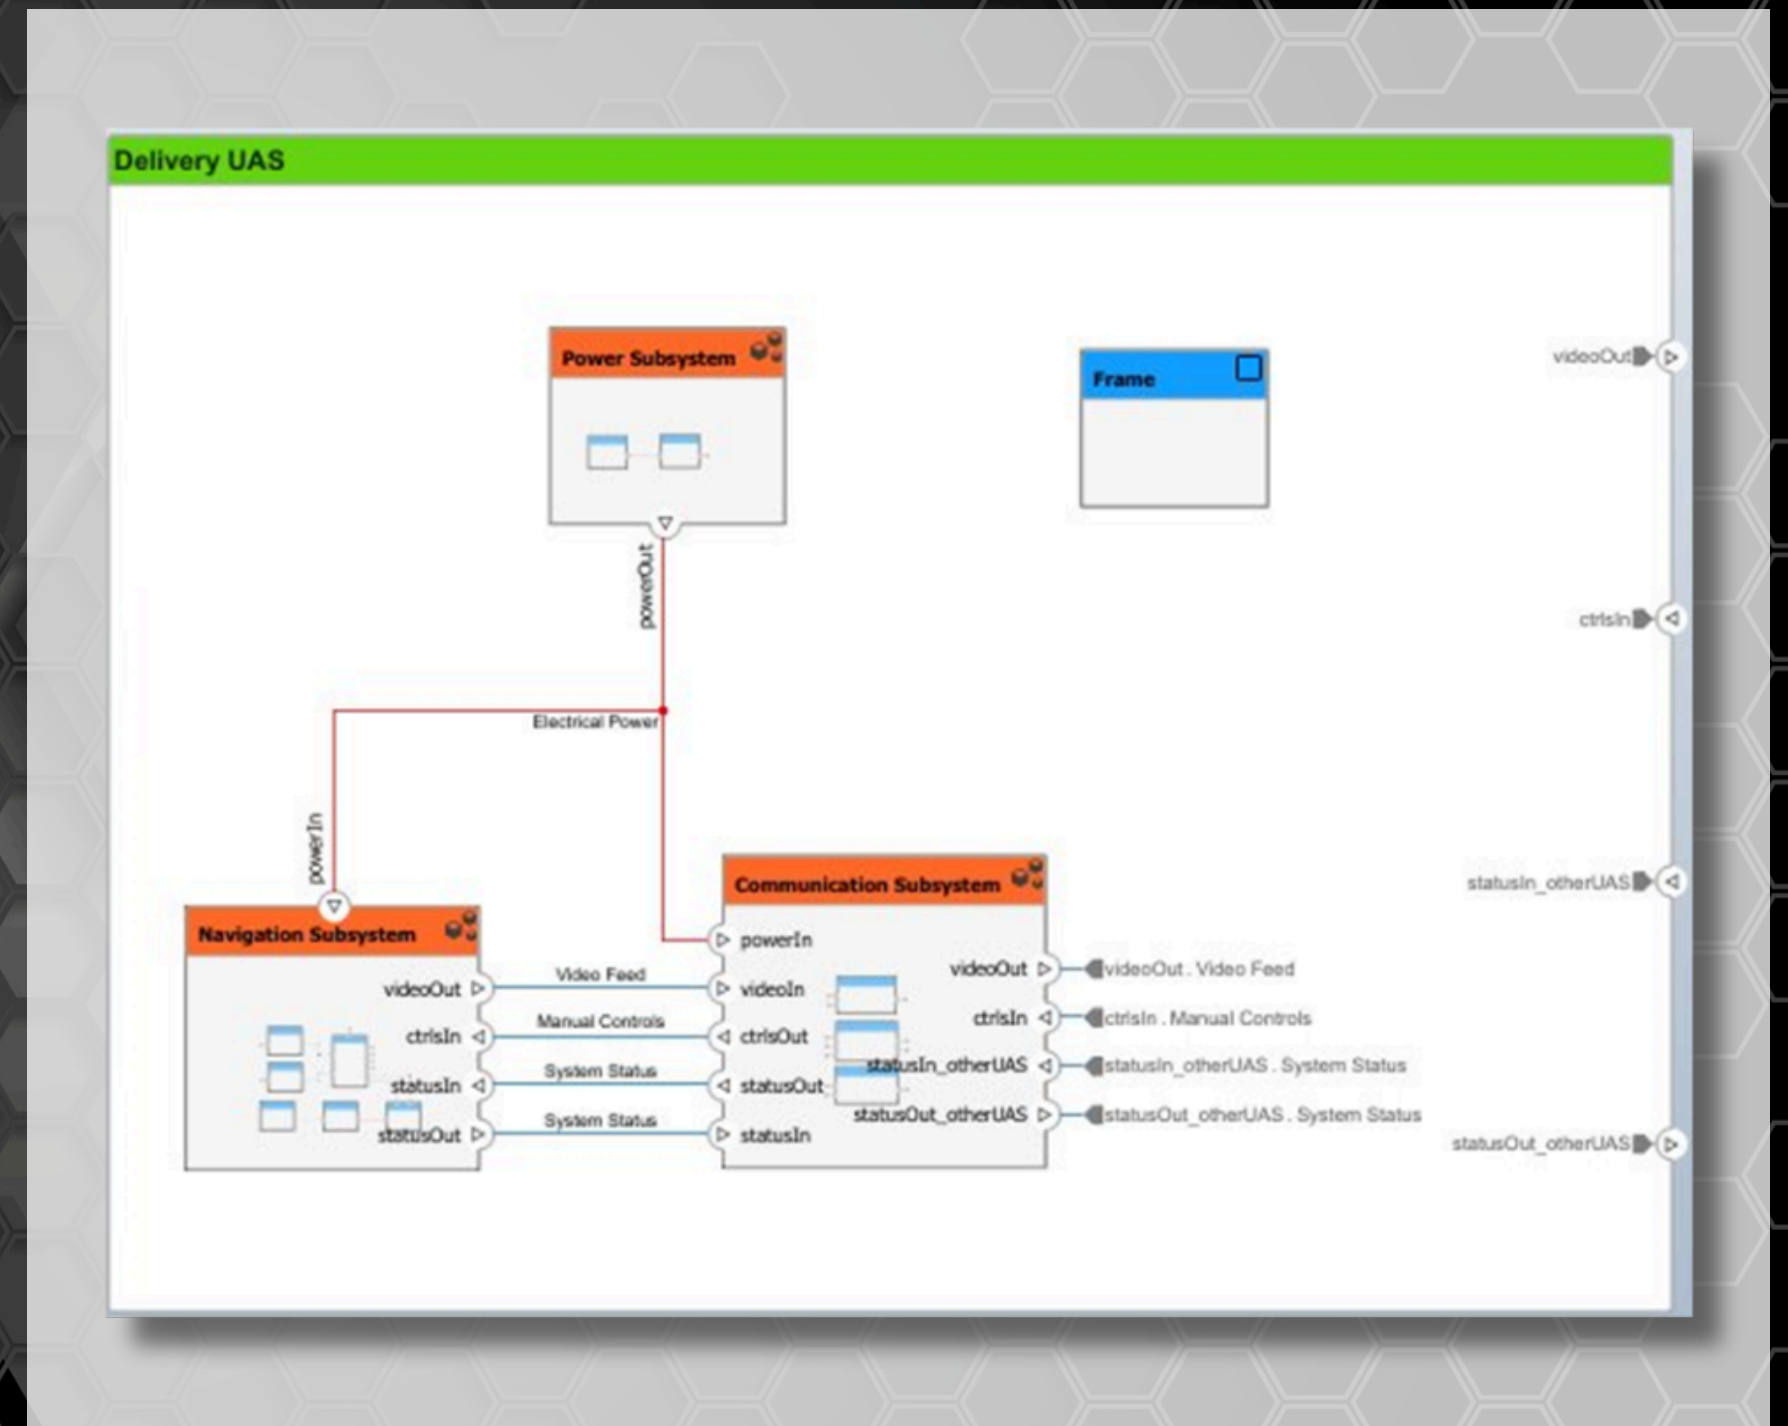 Delivery UAS
Power Subsystem
Frame
videoOut
powerOut
ctrlsIn
Electrical Power
powerIn
Communication Subsystem
statusIn_otherUAS
Navigation Subsystem
powerIn
videoOut
Video Feed
videoIn
videoOut
videoOut . Video Feed
ctrlsIn
Manual Controls
ctrlsOut
ctrlsIn
ctrlsIn . Manual Controls
statusIn
System Status
statusOut
statusIn_otherUAS
statusIn_otherUAS . System Status
statusOut
System Status
statusIn
statusOut_otherUAS
statusOut_otherUAS . System Status
statusOut_otherUAS